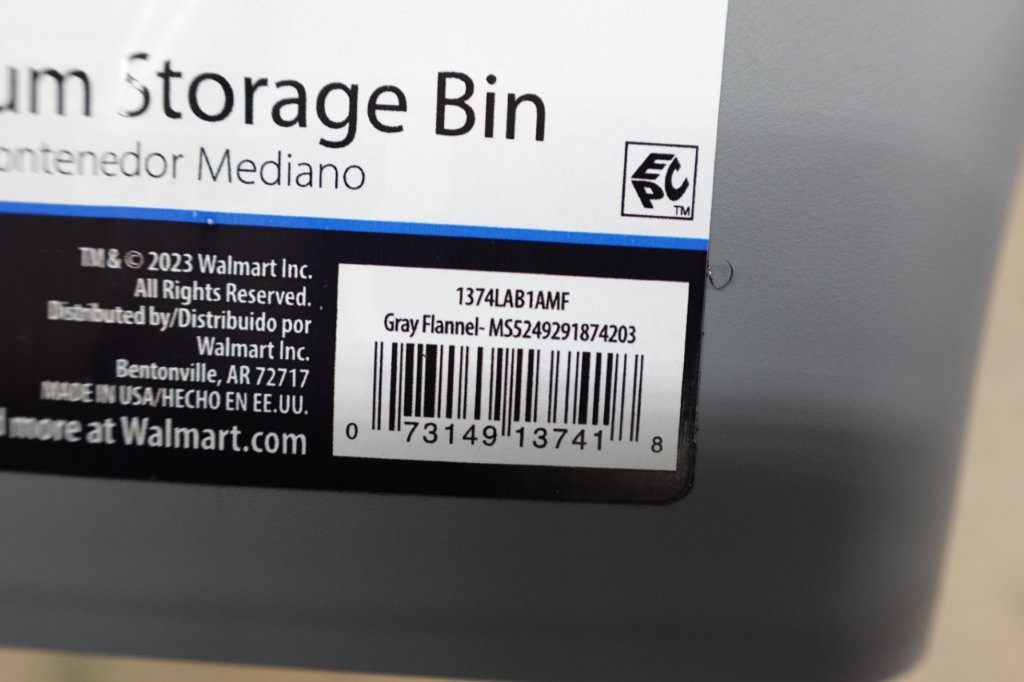 um Storage Bin
ontenedor Mediano
EPC
TM
TM & © 2023 Walmart Inc.
All Rights Reserved.
Distributed by/Distribuido por
Walmart Inc.
Bentonville, AR 72717
MADE IN USA/HECHO EN EE.UU.
d more at Walmart.com
1374LAB1AMF
Gray Flannel- MS5249291874203
0 73149 13741 8